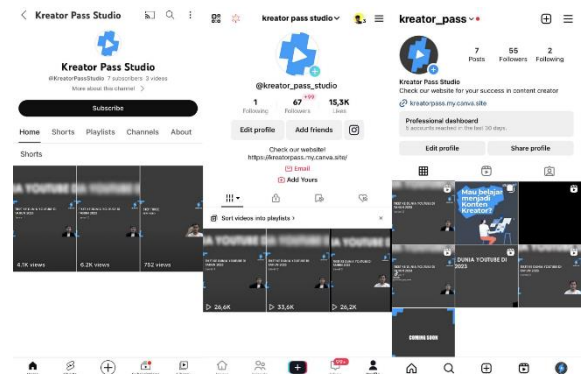 Kreator Pass Studio
Kreator Pass Studio
@KreatorPassStudio 7 subscribers 3 videos
More about this channel >
Subscribe
Home Shorts Playlists Channels About
Shorts
4.1K views
6.2K views
752 views
kreator pass studio
3
@kreator_pass_studio
+99
1 67 15,3K
Following Followers Likes
Edit profile Add friends
Check our website!
https://kreatorpass.my.canva.site/
Email
Add Yours
Sort videos into playlists >
26,6K
33,6K
26,2K
99+
kreator_pass
7 55 2
Posts Followers Following
Kreator Pass Studio
Check our website for your success in content creator
kreatorpass.my.canva.site
Professional dashboard
5 accounts reached in the last 30 days.
Edit profile Share profile
Mau belajar
menjadi
Konten
Kreator?
DUNIA YOUTUBE DI
2023
COMING SOON